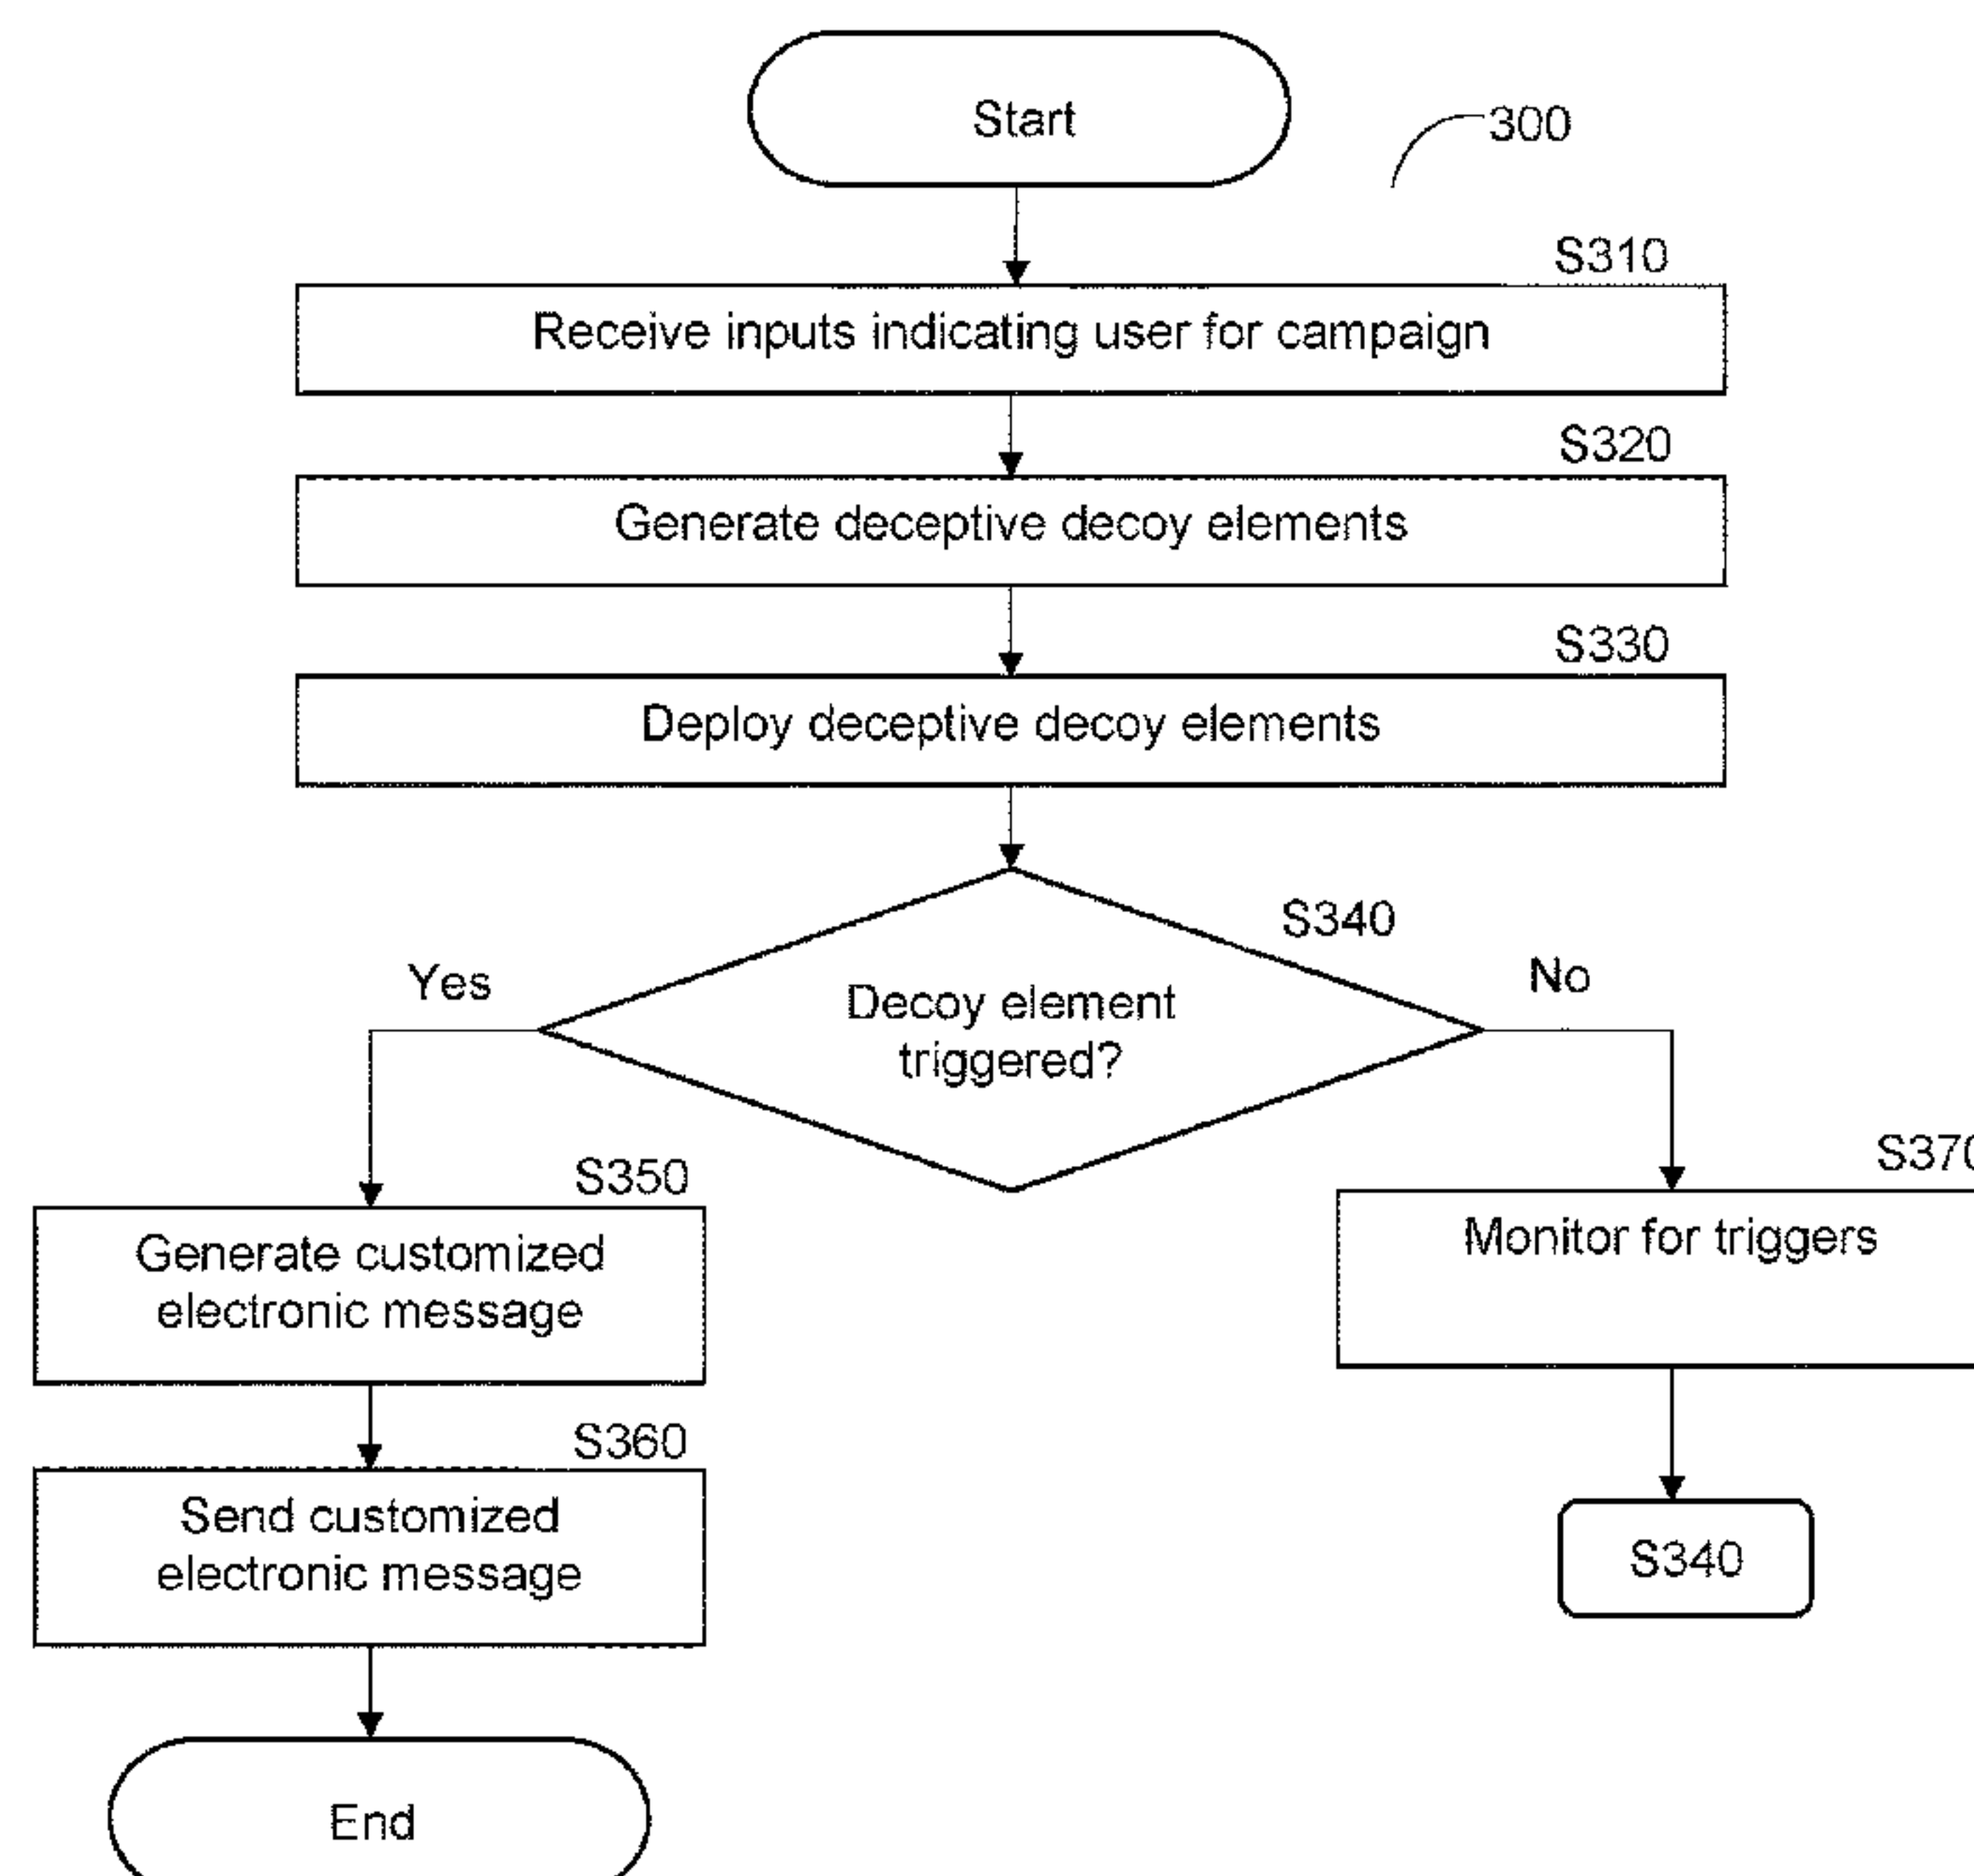 Start
300
S310
Receive inputs indicating user for campaign
S320
Generate deceptive decoy elements
S330
Deploy deceptive decoy elements
S340
Decoy element
triggered?
Yes
No
S350
Generate customized
electronic message
S360
Send customized
electronic message
End
S370
Monitor for triggers
S340